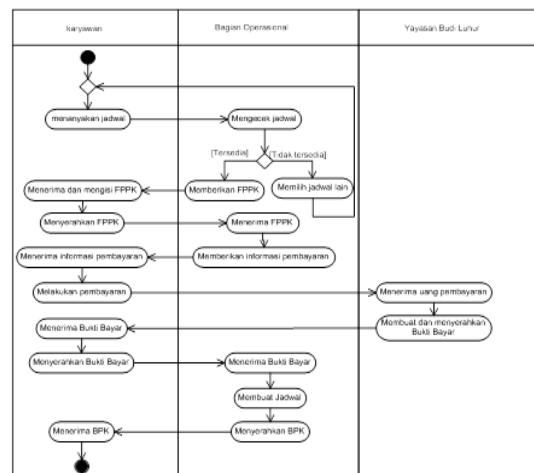 karyawan
Bagian Operasional
Yayasan Budi Luhur
menanyakan jadwal
Mengecek jadwal
[Tersedia]
[Tidak tersedia]
Menerima dan mengisi FPPK
Memberikan FPPK
Memilih jadwal lain
Menyerahkan FPPK
Menerima FPPK
Menerima informasi pembayaran
Memberikan informasi pembayaran
Melakukan pembayaran
Menerima uang pembayaran
Menerima Bukti Bayar
Membuat dan menyerahkan
Bukti Bayar
Menyerahkan Bukti Bayar
Menerima Bukti Bayar
Membuat Jadwal
Menerima BPK
Menyerahkan BPK